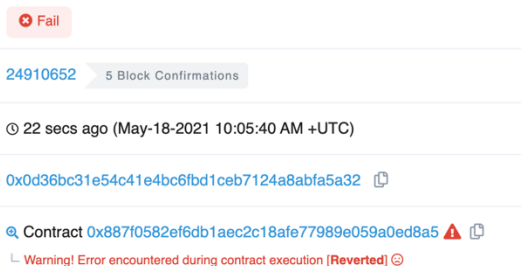 Fail
24910652 5 Block Confirmations
22 secs ago (May-18-2021 10:05:40 AM +UTC)
0x0d36bc31e54c41e4bc6fbd1ceb7124a8abfa5a32
Contract 0x887f0582ef6db1aec2c18afe77989e059a0ed8a5
Warning! Error encountered during contract execution [Reverted]